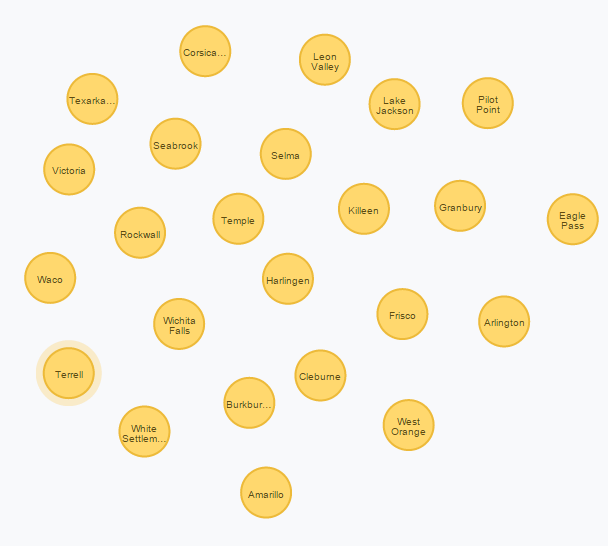 Corsica...
Leon
Valley
Texarka...
Lake
Jackson
Pilot
Point
Seabrook
Selma
Victoria
Killeen
Granbury
Eagle
Pass
Temple
Rockwall
Waco
Harlingen
Wichita
Falls
Frisco
Arlington
Terrell
Cleburne
Burkbur...
White
Settlem...
West
Orange
Amarillo